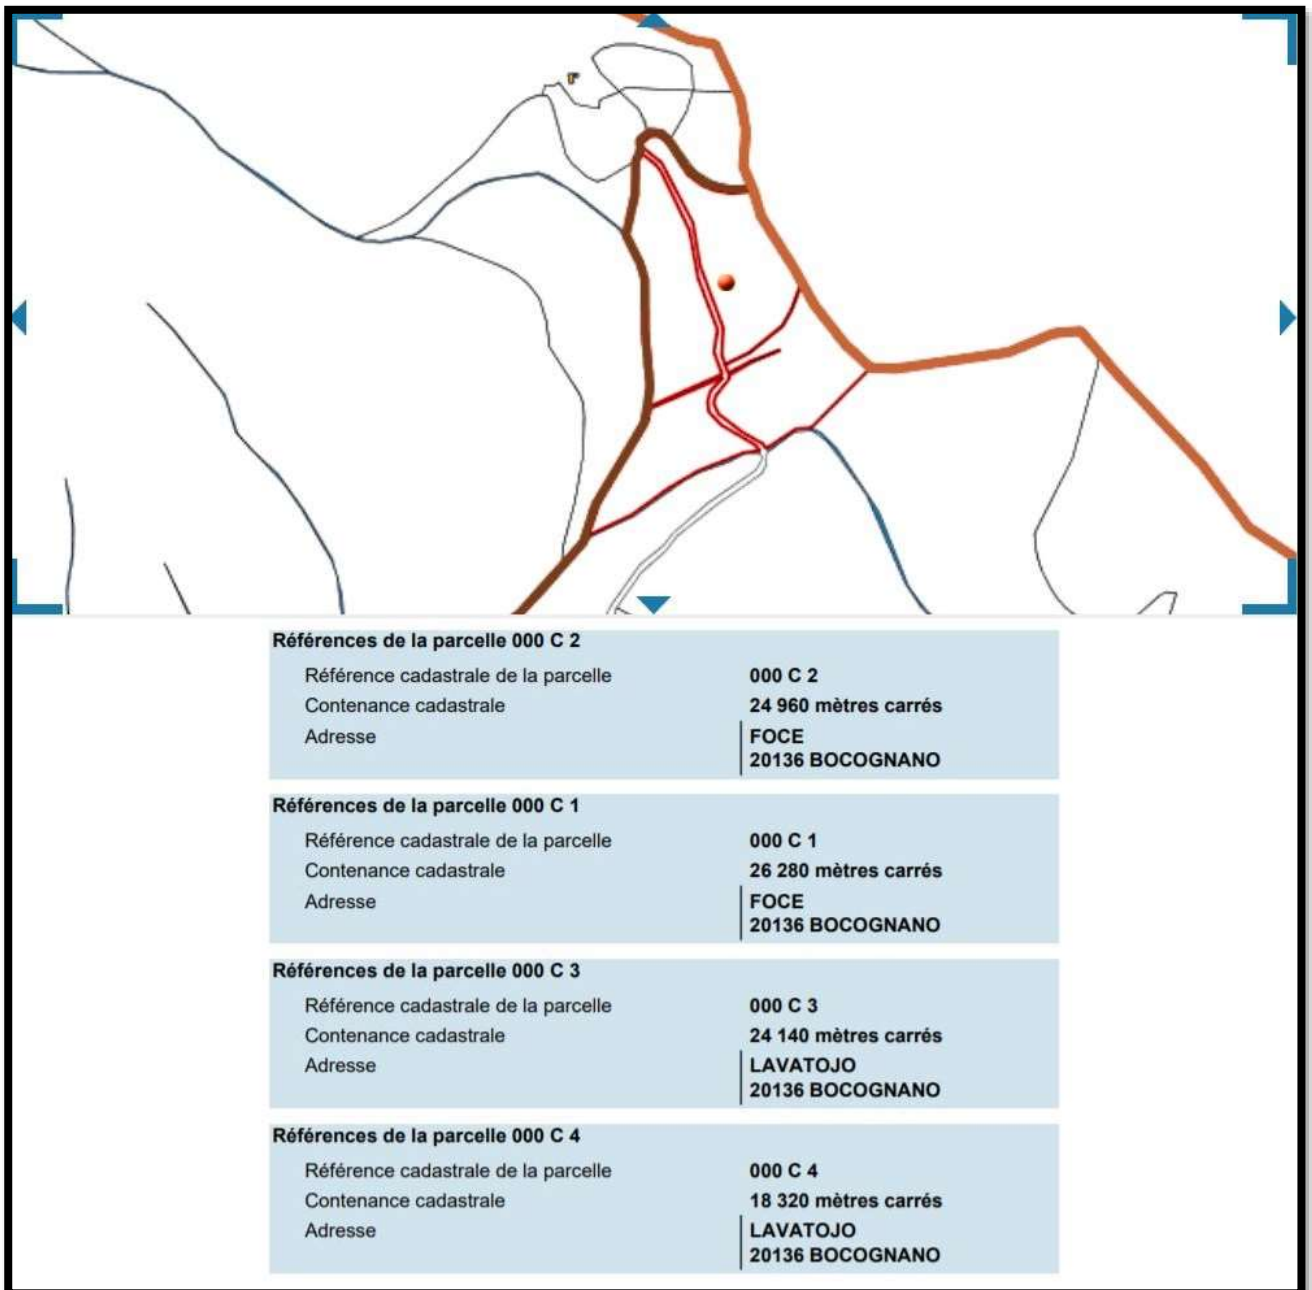 Références de la parcelle 000 C 2
Référence cadastrale de la parcelle 000 C 2
Contenance cadastrale 24 960 mètres carrés
Adresse FOCE
20136 BOCOGNANO
Références de la parcelle 000 C 1
Référence cadastrale de la parcelle 000 C 1
Contenance cadastrale 26 280 mètres carrés
Adresse FOCE
20136 BOCOGNANO
Références de la parcelle 000 C 3
Référence cadastrale de la parcelle 000 C 3
Contenance cadastrale 24 140 mètres carrés
Adresse LAVATOJO
20136 BOCOGNANO
Références de la parcelle 000 C 4
Référence cadastrale de la parcelle 000 C 4
Contenance cadastrale 18 320 mètres carrés
Adresse LAVATOJO
20136 BOCOGNANO